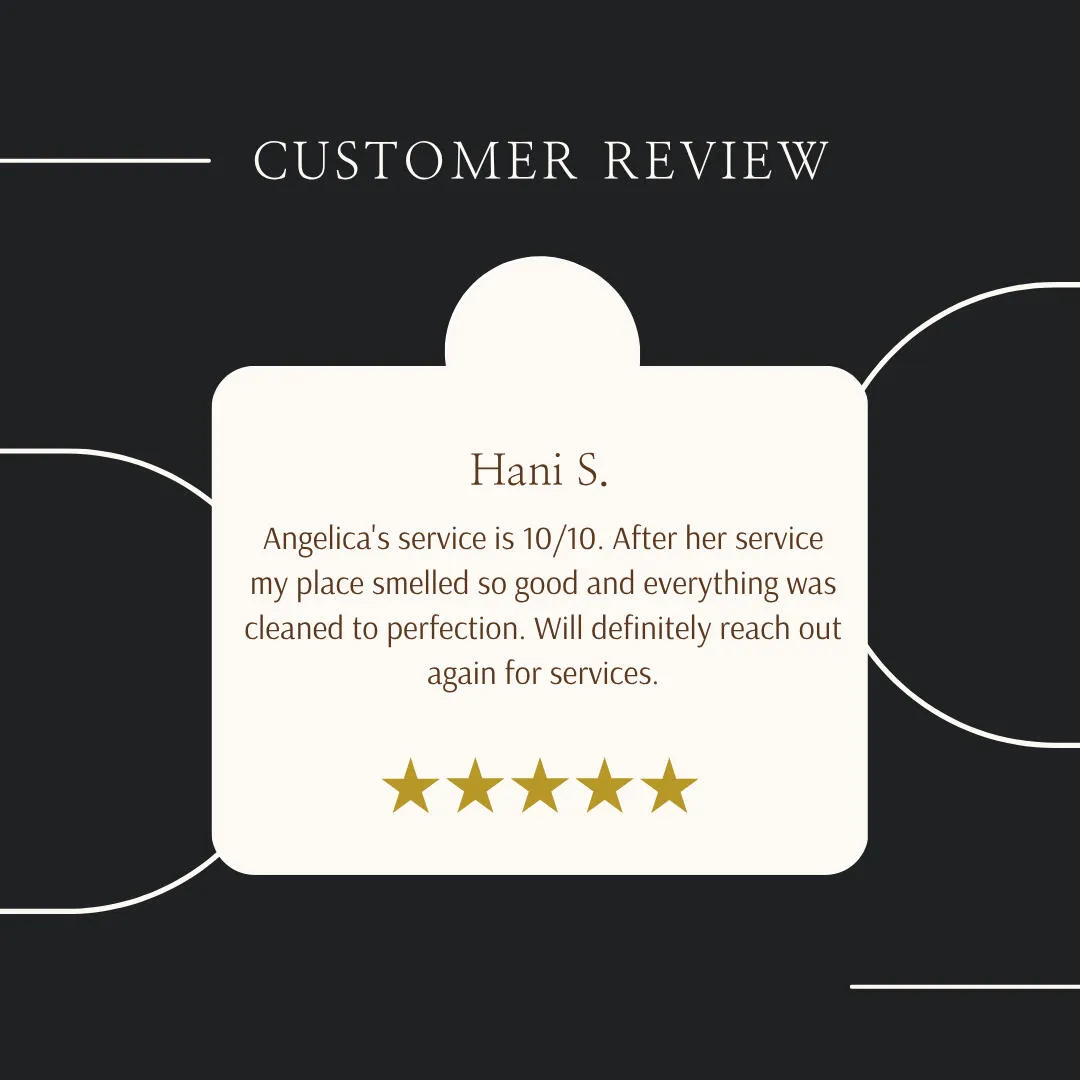 CUSTOMER REVIEW
Hani S.
Angelica's service is 10/10. After her service
my place smelled so good and everything was
cleaned to perfection. Will definitely reach out
again for services.